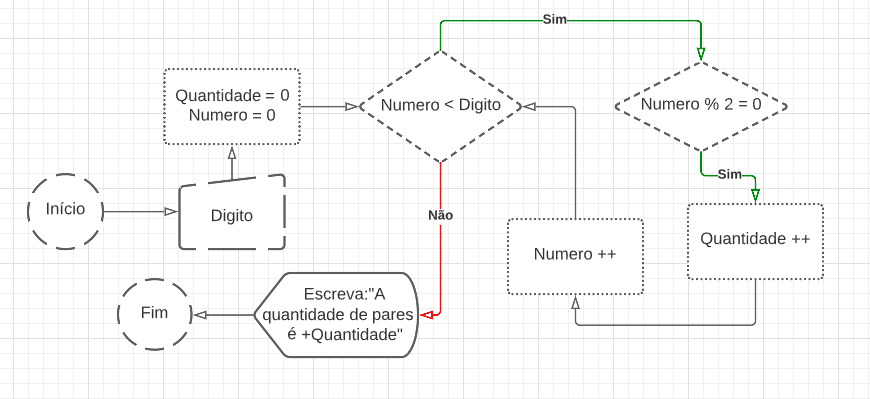 Início
Digito
Quantidade = 0
Numero = 0
Numero < Digito
Sim
Numero % 2 = 0
Sim
Quantidade ++
Numero ++
Não
Escreva:"A
quantidade de pares
é +Quantidade"
Fim